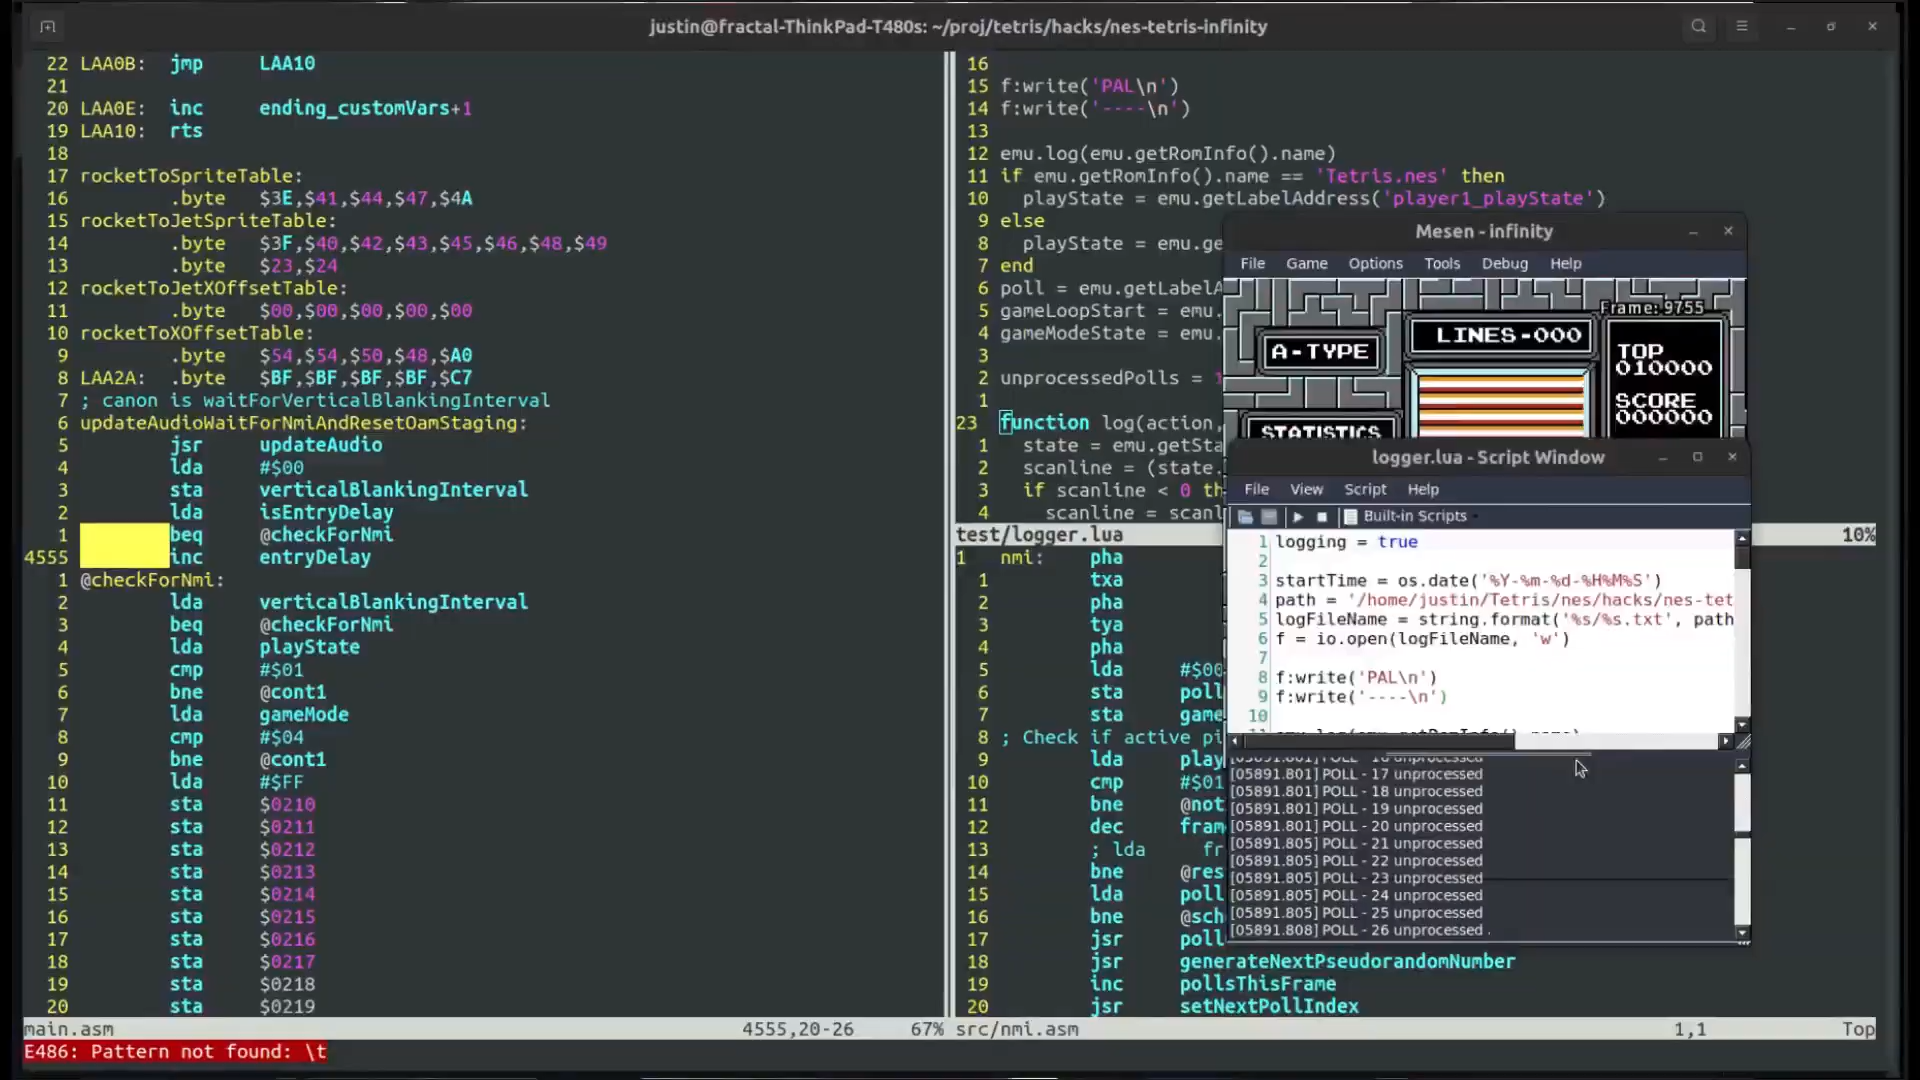 justin@fractal-ThinkPad-T480s: ~/proj/tetris/hacks/nes-tetris-infinity
22 LAA0B: jmp LAA10
21
20 LAA0E: inc ending_customVars+1
19 LAA10: rts
18
17 rocketToSpriteTable:
16 .byte $3E,$41,$44,$47,$4A
15 rocketToJetSpriteTable:
14 .byte $3F,$40,$42,$43,$45,$46,$48,$49
13 .byte $23,$24
12 rocketToJetXOffsetTable:
11 .byte $00,$00,$00,$00,$00
10 rocketToXOffsetTable:
9 .byte $54,$54,$50,$48,$A0
8 LAA2A: .byte $BF,$BF,$BF,$BF,$C7
7 ; canon is waitForVerticalBlankingInterval
6 updateAudioWaitForNmiAndResetOamStaging:
5 jsr updateAudio
4 lda #$00
3 sta verticalBlankingInterval
2 lda isEntryDelay
1 beq @checkForNmi
4555 inc entryDelay
1 @checkForNmi:
2 lda verticalBlankingInterval
3 beq @checkForNmi
4 lda playState
5 cmp #$01
6 bne @cont1
7 lda gameMode
8 cmp #$04
9 bne @cont1
10 lda #$FF
11 sta $0210
12 sta $0211
13 sta $0212
14 sta $0213
15 sta $0214
16 sta $0215
17 sta $0216
18 sta $0217
19 sta $0218
20 sta $0219
main.asm 4555,20-26 67%
E486: Pattern not found: \t
16
15 f:write('PAL\n')
14 f:write('----\n')
13
12 emu.log(emu.getRomInfo().name)
11 if emu.getRomInfo().name == 'Tetris.nes' then
10 playState = emu.getLabelAddress('player1_playState')
9 else
8 playState = emu.ge
7 end
6 poll = emu.getLabelA
5 gameLoopStart = emu.
4 gameModeState = emu.
3
2 unprocessedPolls =
1
23 function log(action,
1 state = emu.getSta
2 scanline = (state.
3 if scanline < 0 th
4 scanline = scanl
test/logger.lua 10%
1 nmi: pha
1 txa
2 pha
3 tya
4 pha
5 lda #$00
6 sta poll
7 sta game
8 ; Check if active pi
9 lda play
10 cmp #$01
11 bne @not
12 dec fram
13 ; lda fr
14 bne @res
15 lda poll
16 bne @sch
17 jsr poll
18 jsr generateNextPseudorandomNumber
19 inc pollsThisFrame
20 jsr setNextPollIndex
src/nmi.asm 1,1 Top
Mesen - infinity
File Game Options Tools Debug Help
Frame: 9755
A-TYPE
LINES-000
TOP
010000
SCORE
000000
STATISTICS
logger.lua - Script Window
File View Script Help
Built-in Scripts
1 logging = true
2
3 startTime = os.date('%Y-%m-%d-%H%M%S')
4 path = '/home/justin/Tetris/nes/hacks/nes-tet
5 logFileName = string.format('%s/%s.txt', path
6 f = io.open(logFileName, 'w')
7
8 f:write('PAL\n')
9 f:write('----\n')
10
[05891.801] POLL - 16 unprocessed
[05891.801] POLL - 17 unprocessed
[05891.801] POLL - 18 unprocessed
[05891.801] POLL - 19 unprocessed
[05891.801] POLL - 20 unprocessed
[05891.805] POLL - 21 unprocessed
[05891.805] POLL - 22 unprocessed
[05891.805] POLL - 23 unprocessed
[05891.805] POLL - 24 unprocessed
[05891.805] POLL - 25 unprocessed
[05891.808] POLL - 26 unprocessed .